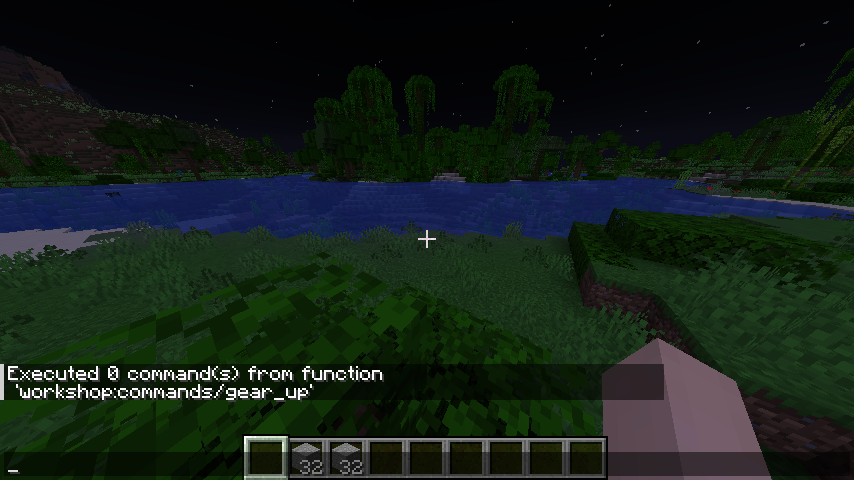 Executed 0 command(s) from function
'workshop:commands/gear_up'
32 32
_